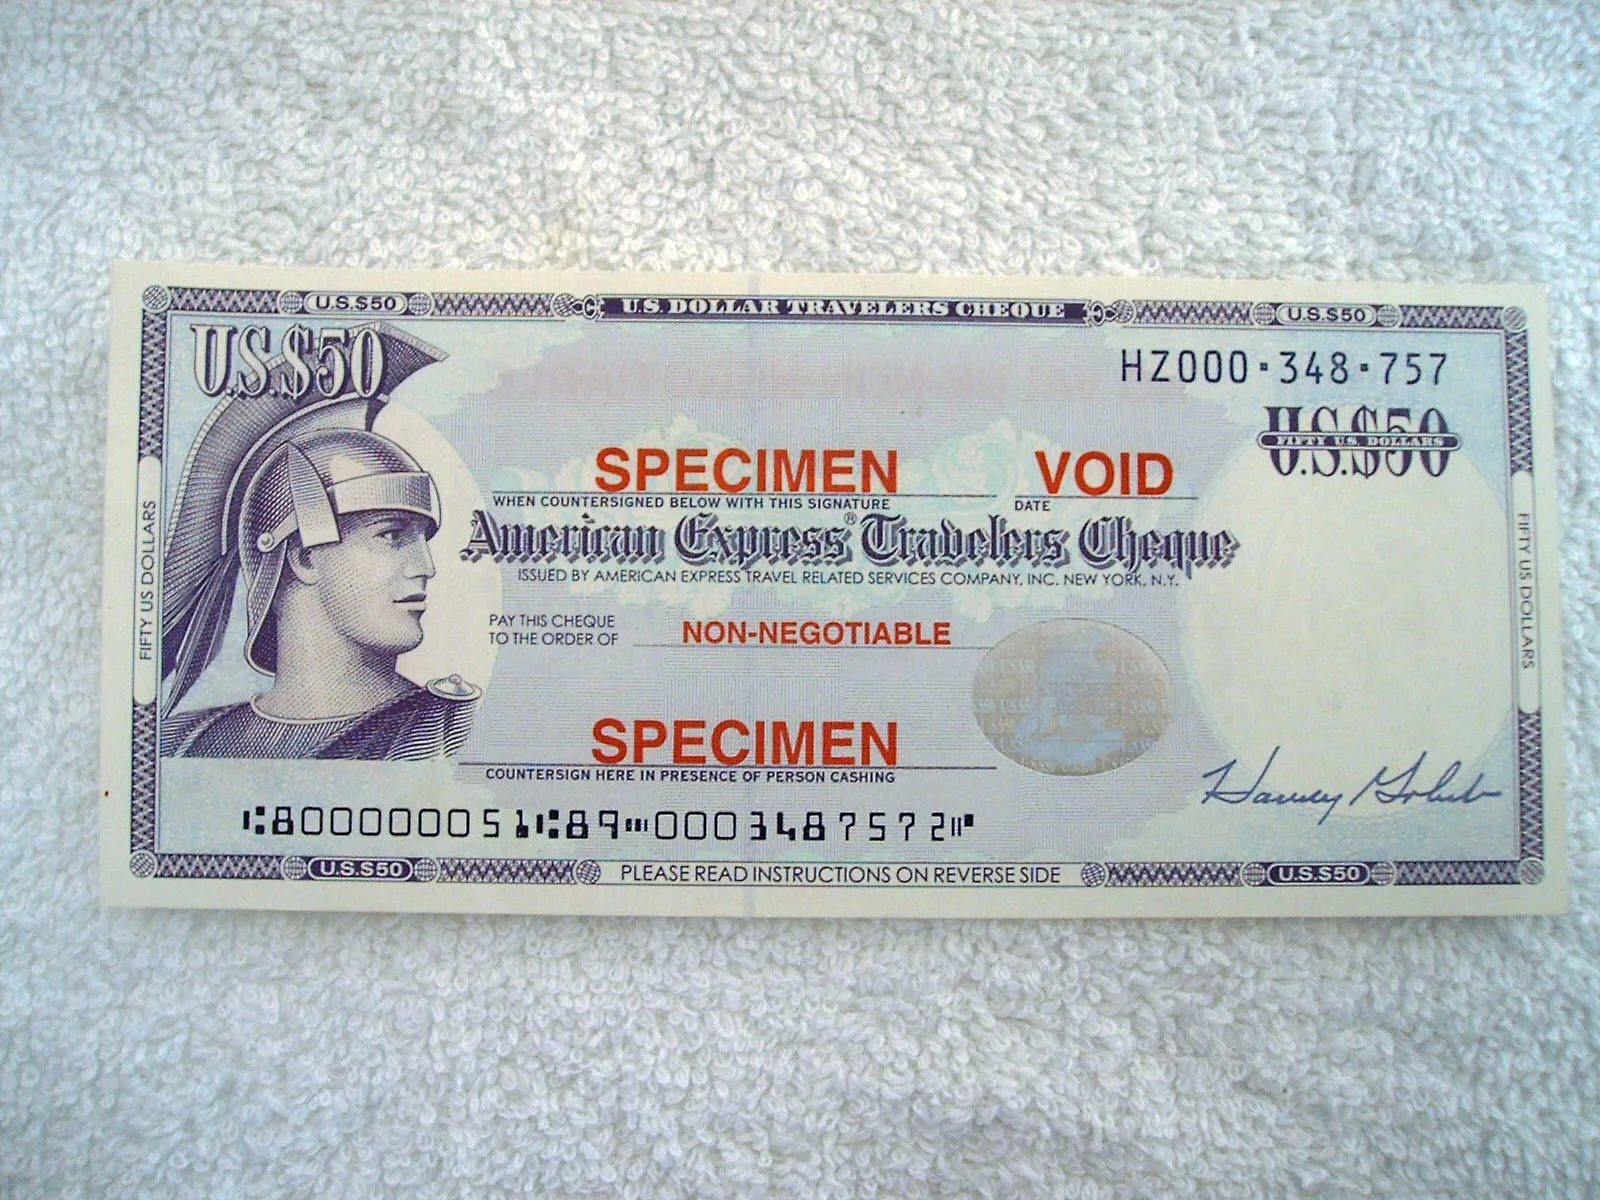 U.S.$50 U.S. DOLLAR TRAVELERS CHEQUE U.S.$50
U.S.$50
HZ000·348·757
U.S.$50
FIFTY U.S. DOLLARS
SPECIMEN VOID
WHEN COUNTERSIGNED BELOW WITH THIS SIGNATURE DATE
American Express® Travelers Cheque
ISSUED BY AMERICAN EXPRESS TRAVEL RELATED SERVICES COMPANY, INC. NEW YORK, N.Y.
FIFTY US DOLLARS
FIFTY US DOLLARS
PAY THIS CHEQUE
TO THE ORDER OF NON-NEGOTIABLE
SPECIMEN
COUNTERSIGN HERE IN PRESENCE OF PERSON CASHING
Harvey Golub
⑆800000051⑆89⑉000348757 2⑈
U.S.$50 PLEASE READ INSTRUCTIONS ON REVERSE SIDE U.S.$50